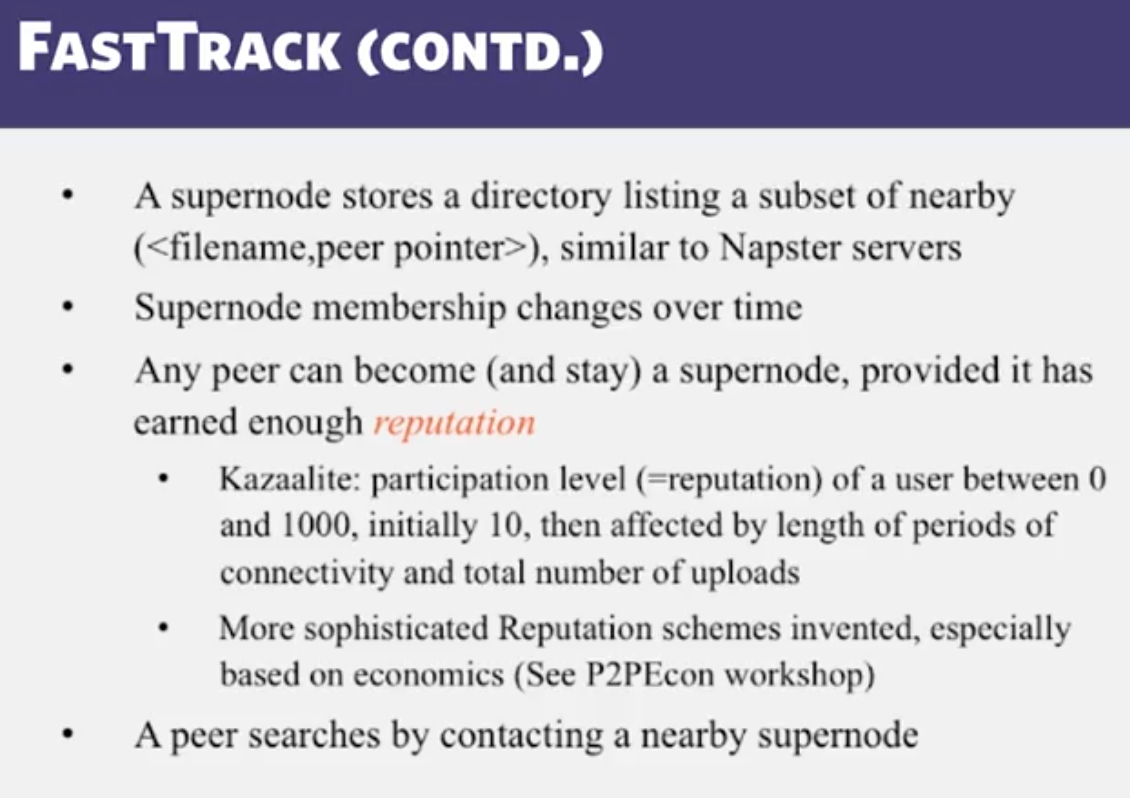 FASTTRACK (CONTD.)
• A supernode stores a directory listing a subset of nearby
(<filename,peer pointer>), similar to Napster servers
• Supernode membership changes over time
• Any peer can become (and stay) a supernode, provided it has
earned enough reputation
• Kazaalite: participation level (=reputation) of a user between 0
and 1000, initially 10, then affected by length of periods of
connectivity and total number of uploads
• More sophisticated Reputation schemes invented, especially
based on economics (See P2PEcon workshop)
• A peer searches by contacting a nearby supernode